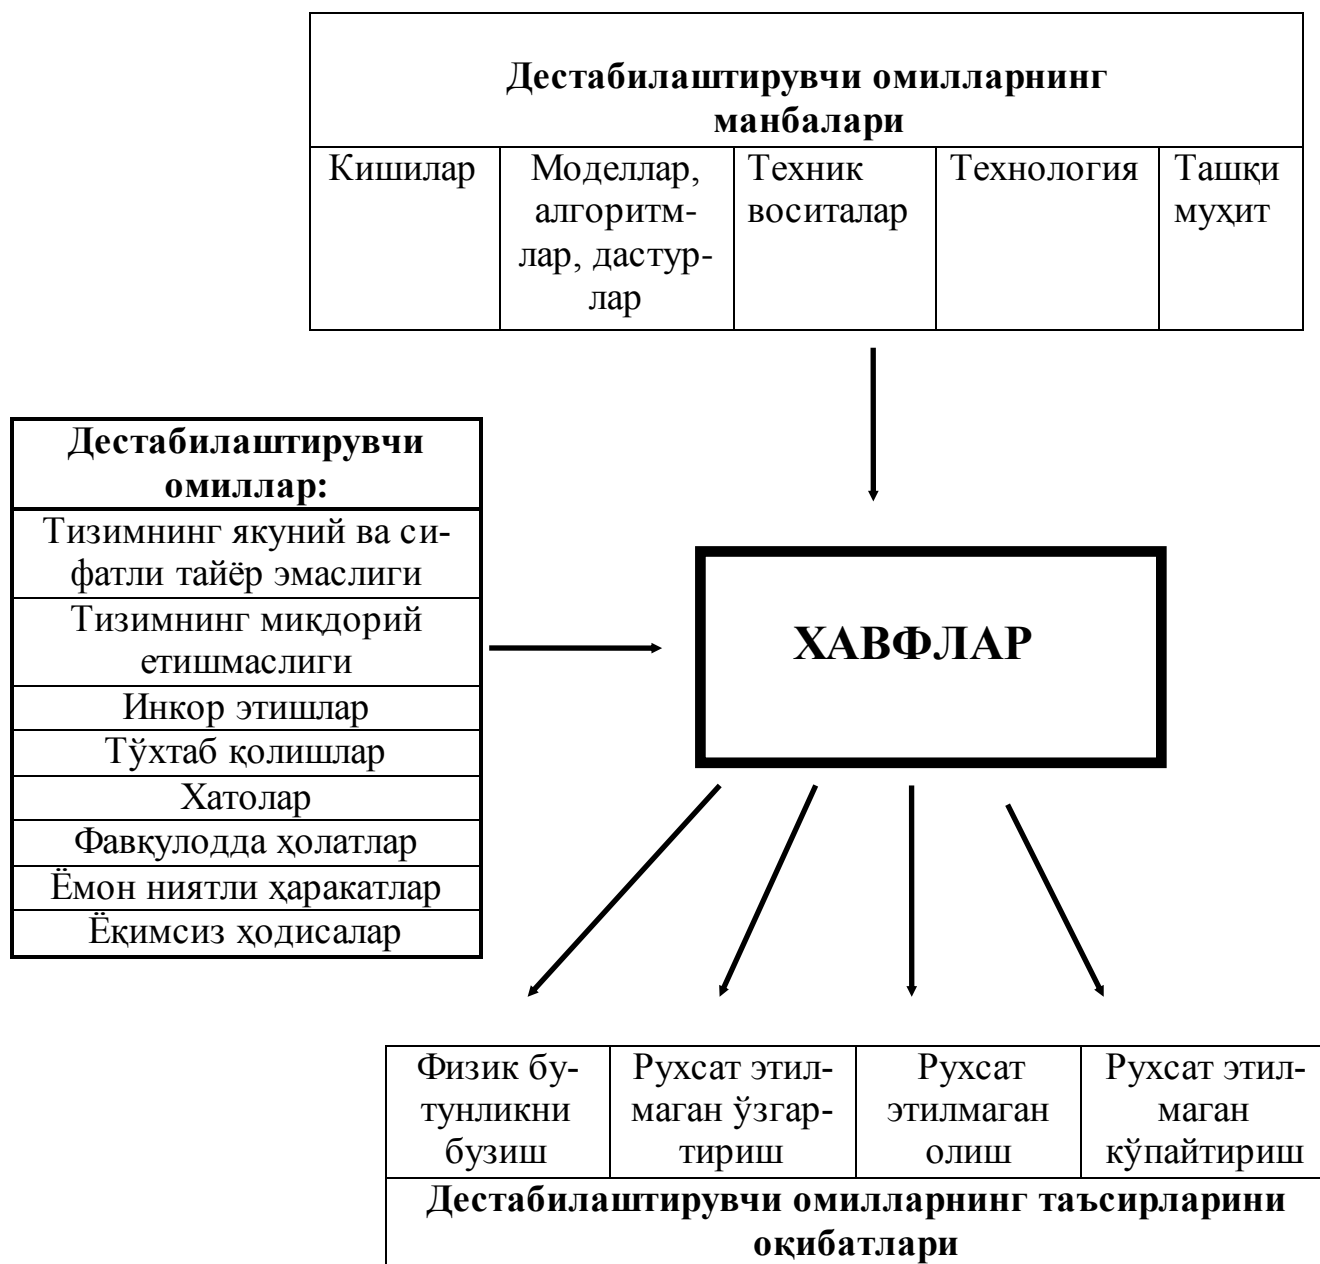 Дестабилаштирувчи омилларнинг
манбалари
Кишилар
Моделлар,
алгоритм-
лар, дастур-
лар
Техник
воситалар
Технология
Ташқи
муҳит
Дестабилаштирувчи
омиллар:
Тизимнинг якуний ва си-
фатли тайёр эмаслиги
Тизимнинг миқдорий
етишмаслиги
Инкор этишлар
Тўхтаб қолишлар
Хатолар
Фавқулодда ҳолатлар
Ёмон ниятли ҳаракатлар
Ёқимсиз ҳодисалар
ХАВФЛАР
Физик бу-
тунликни
бузиш
Рухсат этил-
маган ўзгар-
тириш
Рухсат
этилмаган
олиш
Рухсат этил-
маган
кўпайтириш
Дестабилаштирувчи омилларнинг таъсирларини
оқибатлари